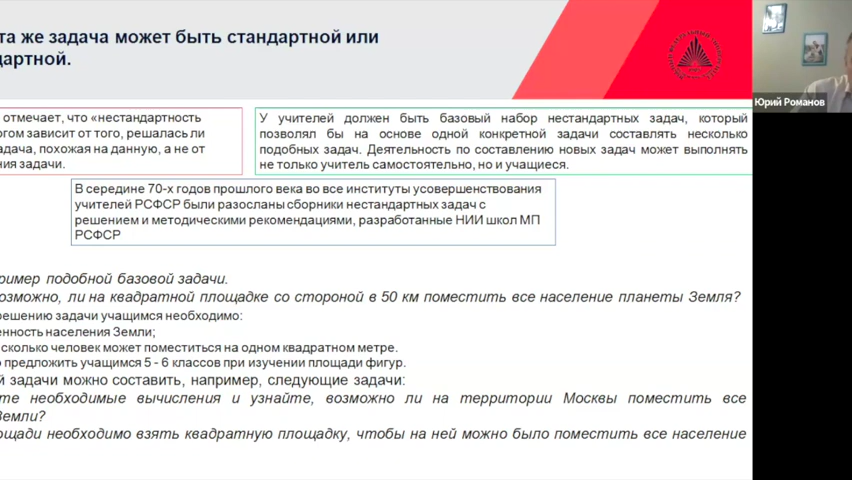 та же задача может быть стандартной или
дартной.
Юрий Романов
отмечает, что «нестандартность
огом зависит от того, решалась ли
адача, похожая на данную, а не от
ния задачи.
У учителей должен быть базовый набор нестандартных задач, который
позволял бы на основе одной конкретной задачи составлять несколько
подобных задач. Деятельность по составлению новых задач может выполнять
не только учитель самостоятельно, но и учащиеся.
В середине 70-х годов прошлого века во все институты усовершенствования
учителей РСФСР были разосланы сборники нестандартных задач с
решением и методическими рекомендациями, разработанные НИИ школ МП
РСФСР
ример подобной базовой задачи.
озможно, ли на квадратной площадке со стороной в 50 км поместить все население планеты Земля?
решению задачи учащимся необходимо:
енность населения Земли;
сколько человек может поместиться на одном квадратном метре.
о предложить учащимся 5 - 6 классов при изучении площади фигур.
й задачи можно составить, например, следующие задачи:
те необходимые вычисления и узнайте, возможно ли на территории Москвы поместить все
Земли?
ощади необходимо взять квадратную площадку, чтобы на ней можно было поместить все население